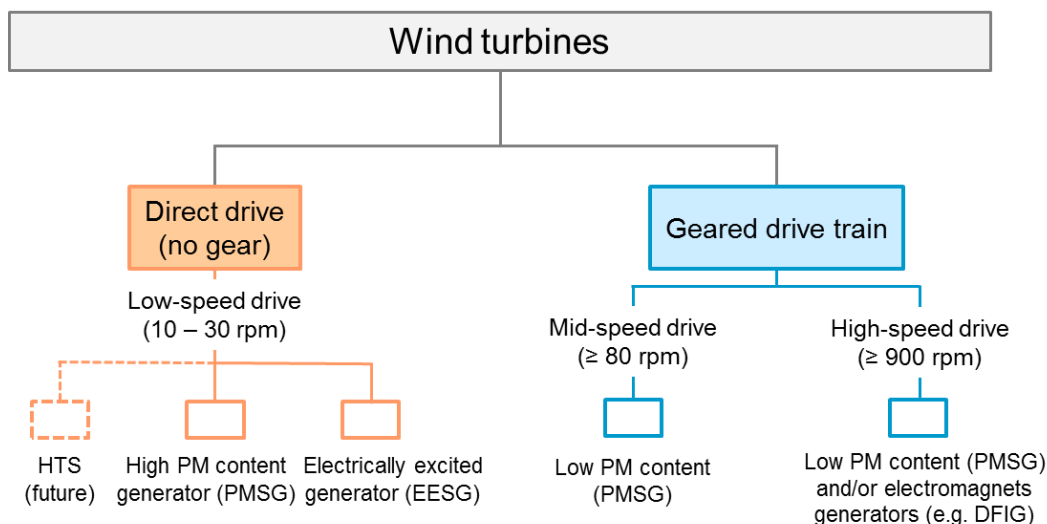 Wind turbines
Direct drive
(no gear)
Geared drive train
Low-speed drive
(10 – 30 rpm)
Mid-speed drive
(≥ 80 rpm)
High-speed drive
(≥ 900 rpm)
HTS
(future)
High PM content
generator (PMSG)
Electrically excited
generator (EESG)
Low PM content
(PMSG)
Low PM content (PMSG)
and/or electromagnets
generators (e.g. DFIG)